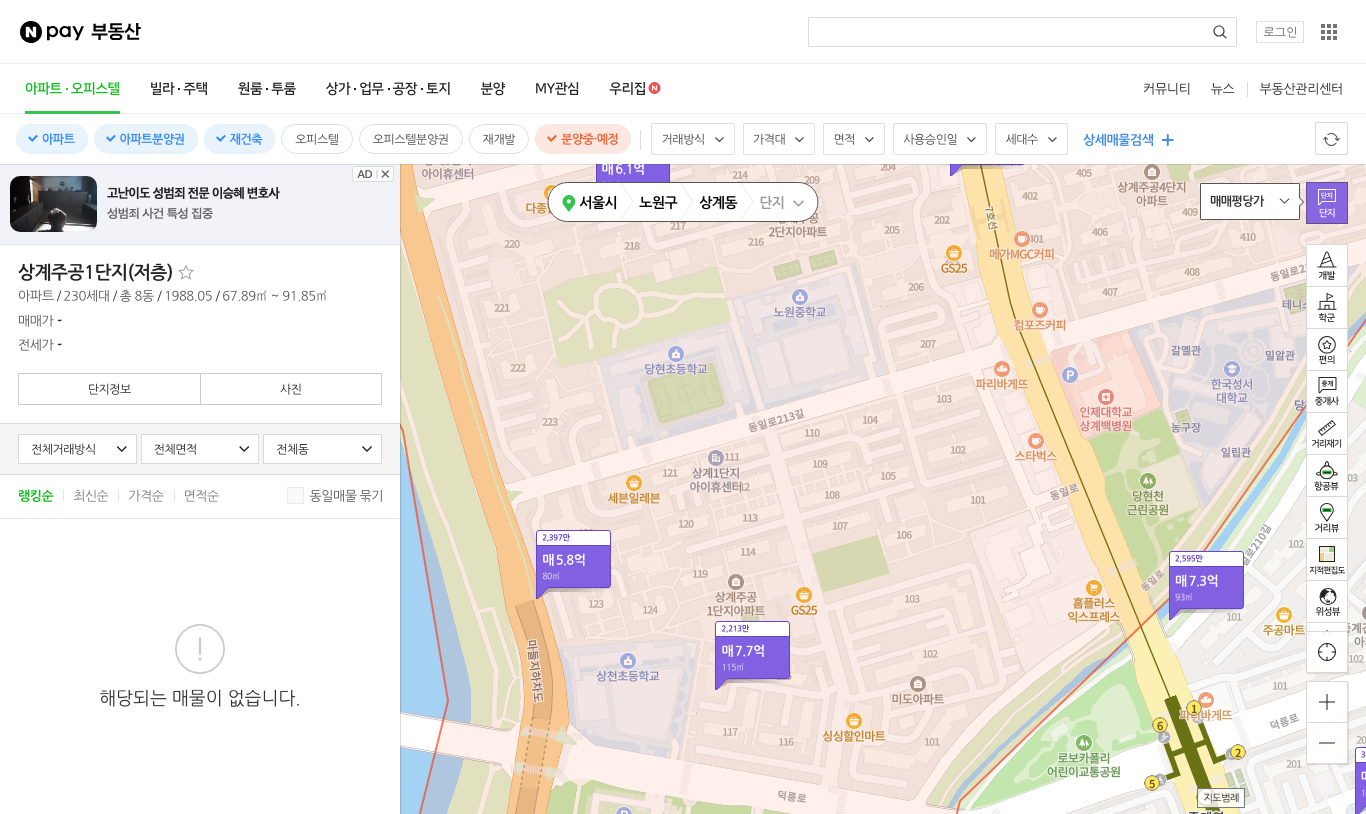 N pay 부동산
로그인
아파트·오피스텔
빌라·주택
원룸·투룸
상가·업무·공장·토지
분양
MY관심
우리집 N
커뮤니티
뉴스
부동산관리센터
아파트
아파트분양권
재건축
오피스텔
오피스텔분양권
재개발
분양중·예정
거래방식
가격대
면적
사용승인일
세대수
상세매물검색
AD
고난이도 성범죄 전문 이승혜 변호사
성범죄 사건 특성 집중
상계주공1단지(저층)
아파트 / 230세대 / 총 8동 / 1988.05 / 67.89㎡ ~ 91.85㎡
매매가 -
전세가 -
단지정보
사진
전체거래방식
전체면적
전체동
랭킹순
최신순
가격순
면적순
동일매물 묶기
해당되는 매물이 없습니다.
아이휴센터
매6.1억
서울시
노원구
상계동
단지
2단지아파트
7호선
101
메가MGC커피
GS25
상계주공4단지
아파트
매매평당가
단지
단지
202
206
205
401
402
405
406
410
408
407
220
219
218
221
222
223
207
노원중학교
당현초등학교
컴포즈커피
파리바게뜨
P
인제대학교
상계백병원
스타벅스
갈멜관
밀알관
한국성서
대학교
농구장
일립관
당현천
근린공원
동일로
동일로213길
104
103
102
101
111
109
110
108
105
107
106
상계1단지
아이휴센터
121
122
120
113
114
119
세븐일레븐
2,397만
매5.8억
80㎡
123
124
상계주공
1단지아파트
GS25
2,213만
매7.7억
115㎡
마들지하차도
상천초등학교
117
116
103
102
101
미도아파트
싱싱할인마트
덕릉로
홈플러스
익스프레스
2,595만
매7.3억
93㎡
동일로
동일로210길
102
101
주공마트
로보카폴리
어린이교통공원
파리바게뜨
1
6
2
5
101
덕릉로
201
지도범례
개발
학군
편의
중개
중개사
거리재기
항공뷰
거리뷰
지적편집도
위성뷰